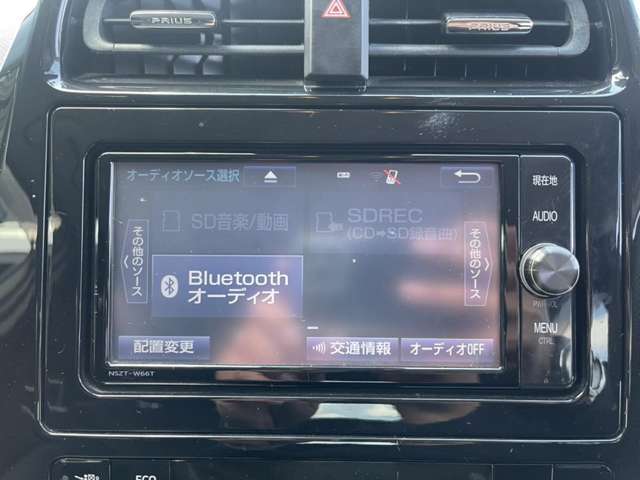 PRIUS
PRIUS
オーディオソース選択
現在地
SD音楽/動画
SDREC
(CD➡SD録音曲)
AUDIO
その他のソース
その他のソース
Bluetooth
オーディオ
PWR·VOL
MENU
CTRL
配置変更
交通情報
オーディオOFF
NSZT-W66T
ECO